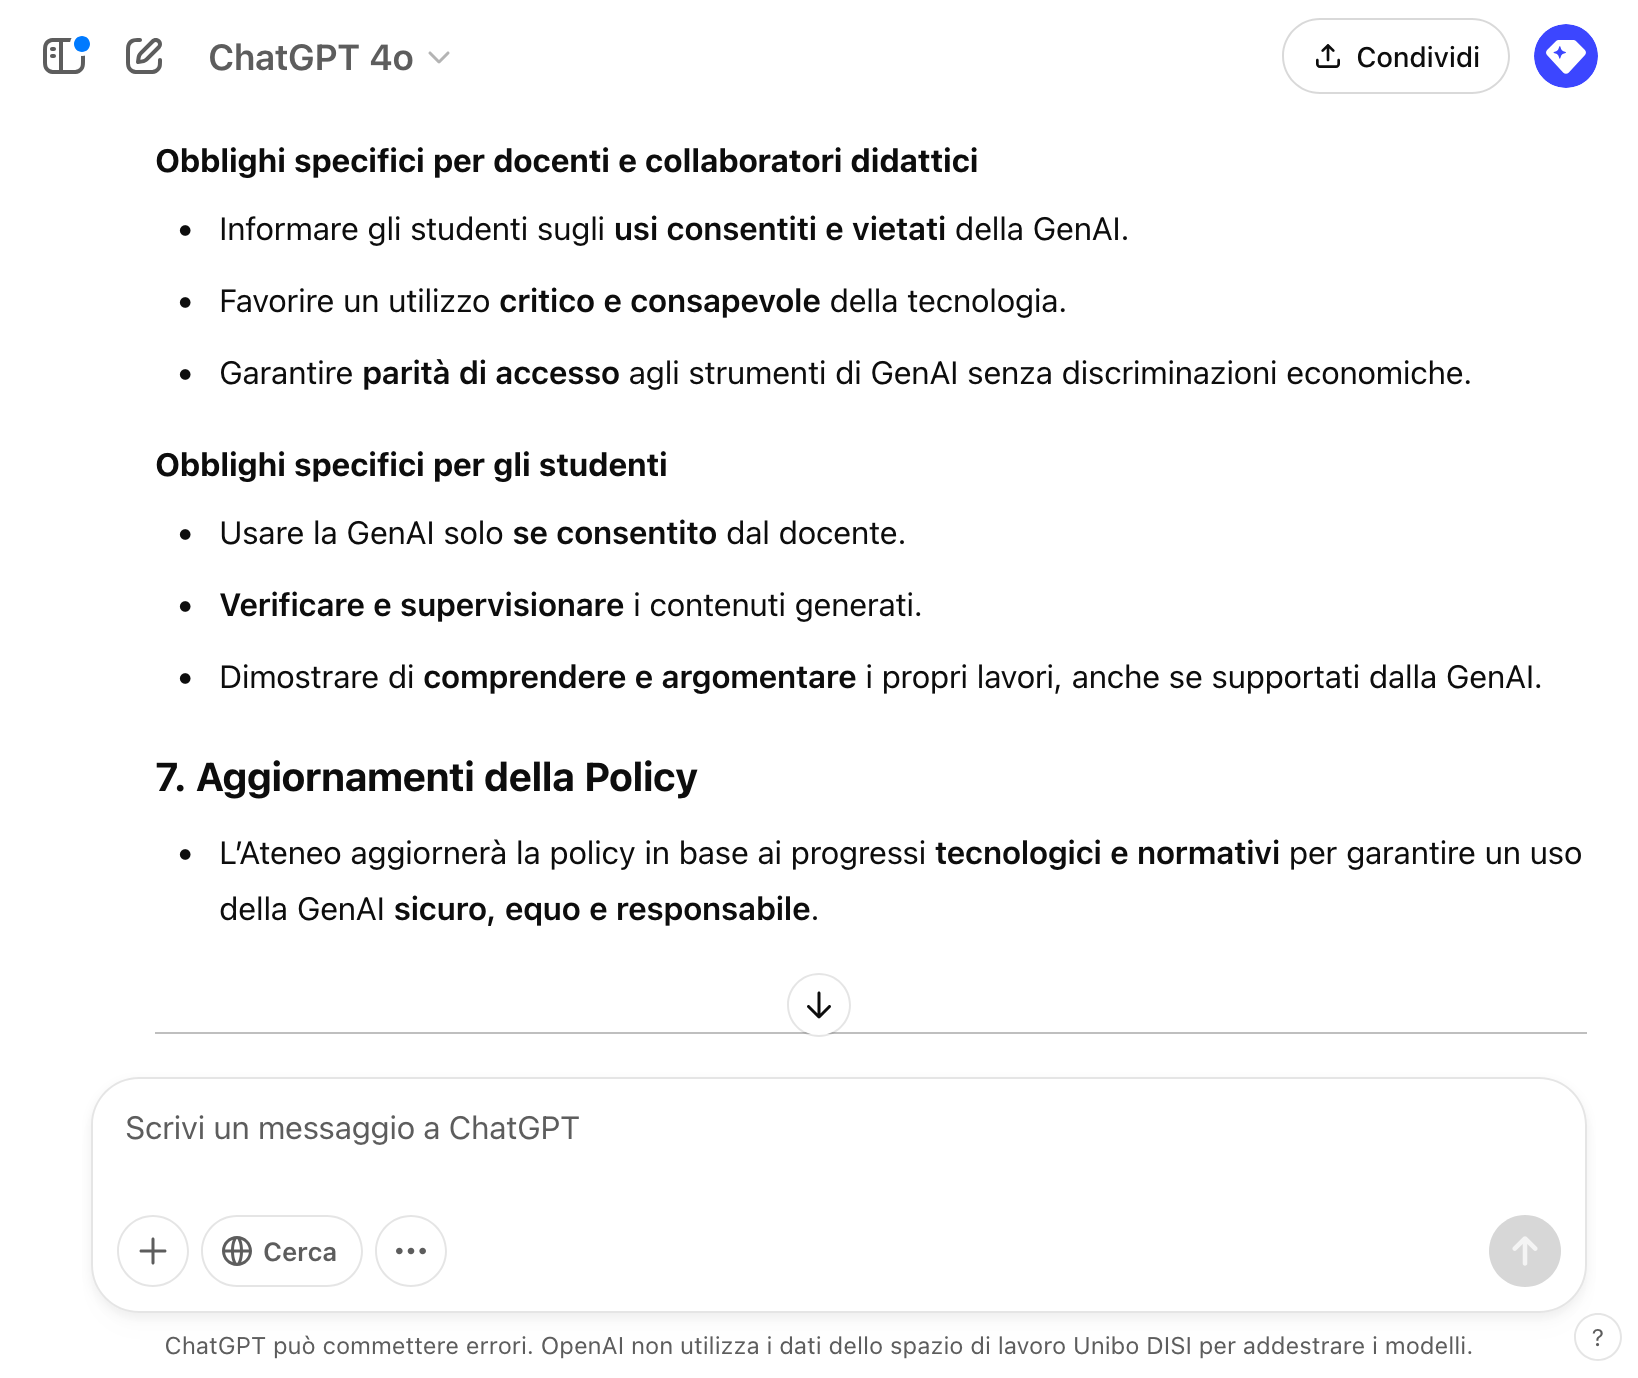 ChatGPT 4o
Condividi
Obblighi specifici per docenti e collaboratori didattici
• Informare gli studenti sugli usi consentiti e vietati della GenAI.
• Favorire un utilizzo critico e consapevole della tecnologia.
• Garantire parità di accesso agli strumenti di GenAI senza discriminazioni economiche.
Obblighi specifici per gli studenti
• Usare la GenAI solo se consentito dal docente.
• Verificare e supervisionare i contenuti generati.
• Dimostrare di comprendere e argomentare i propri lavori, anche se supportati dalla GenAI.
7. Aggiornamenti della Policy
• L’Ateneo aggiornerà la policy in base ai progressi tecnologici e normativi per garantire un uso
della GenAI sicuro, equo e responsabile.
Scrivi un messaggio a ChatGPT
Cerca
ChatGPT può commettere errori. OpenAI non utilizza i dati dello spazio di lavoro Unibo DISI per addestrare i modelli.
?